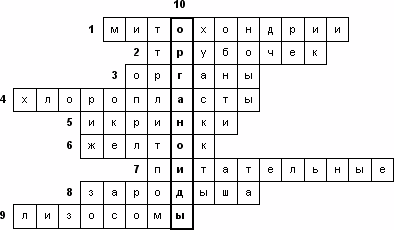 10
1 митохондрии
2 трубочек
3 органы
4 хлоропласты
5 икринки
6 желток
7 питательные
8 зародыша
9 лизосомы